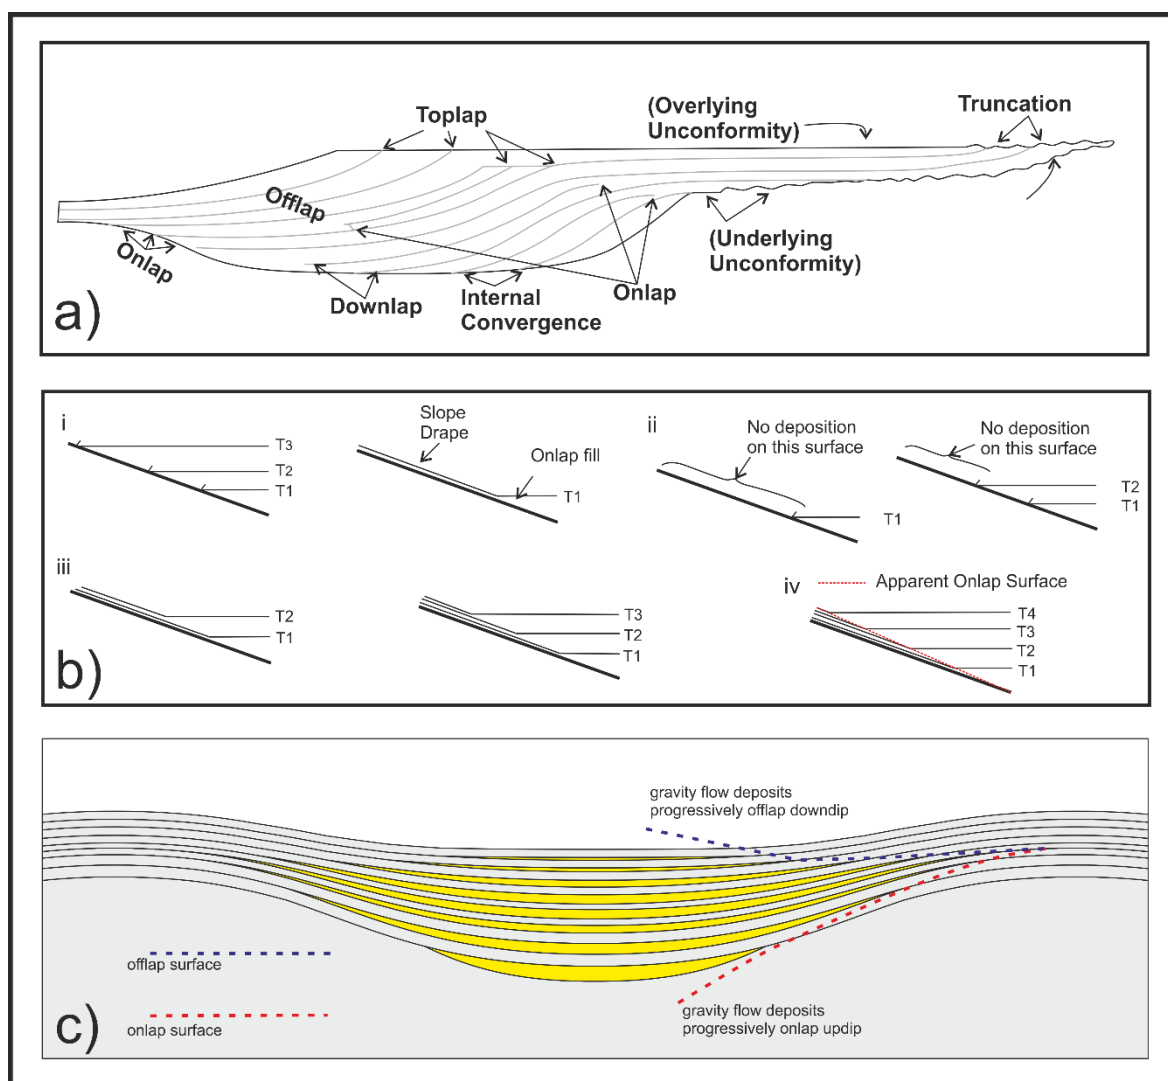 Toplap
(Overlying
Unconformity)
Truncation
Offlap
Onlap
Downlap
Internal
Convergence
Onlap
(Underlying
Unconformity)
a)
i
T3
T2
T1
Slope
Drape
Onlap fill
T1
ii
No deposition
on this surface
T1
No deposition
on this surface
T2
T1
iii
T2
T1
T3
T2
T1
iv
Apparent Onlap Surface
T4
T3
T2
T1
b)
gravity flow deposits
progressively offlap downdip
offlap surface
onlap surface
gravity flow deposits
progressively onlap updip
c)